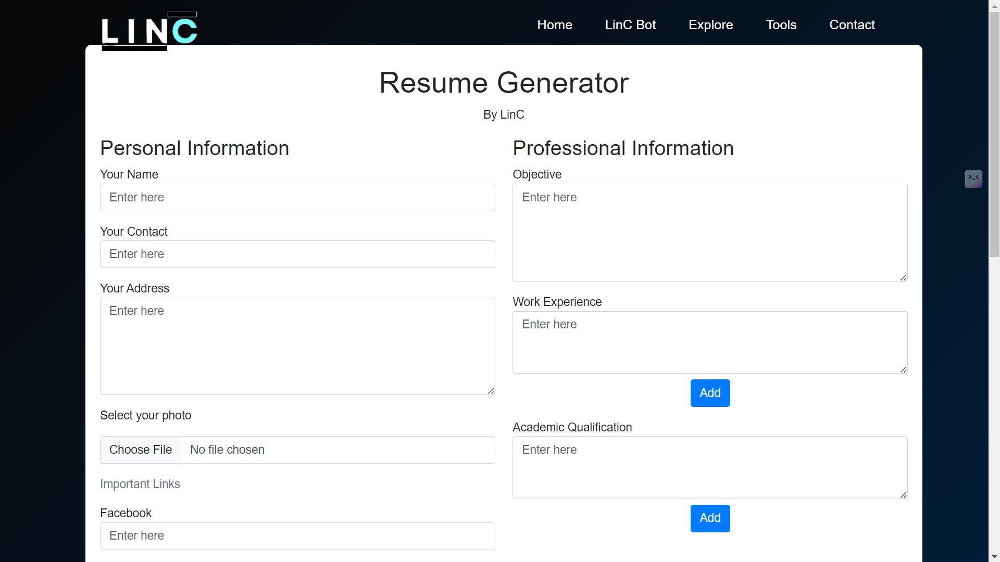 LINC
Home LinC Bot Explore Tools Contact
Resume Generator
By LinC
Personal Information
Your Name
Enter here
Your Contact
Enter here
Your Address
Enter here
Select your photo
Choose File No file chosen
Important Links
Facebook
Enter here
Professional Information
Objective
Enter here
Work Experience
Enter here
Add
Academic Qualification
Enter here
Add